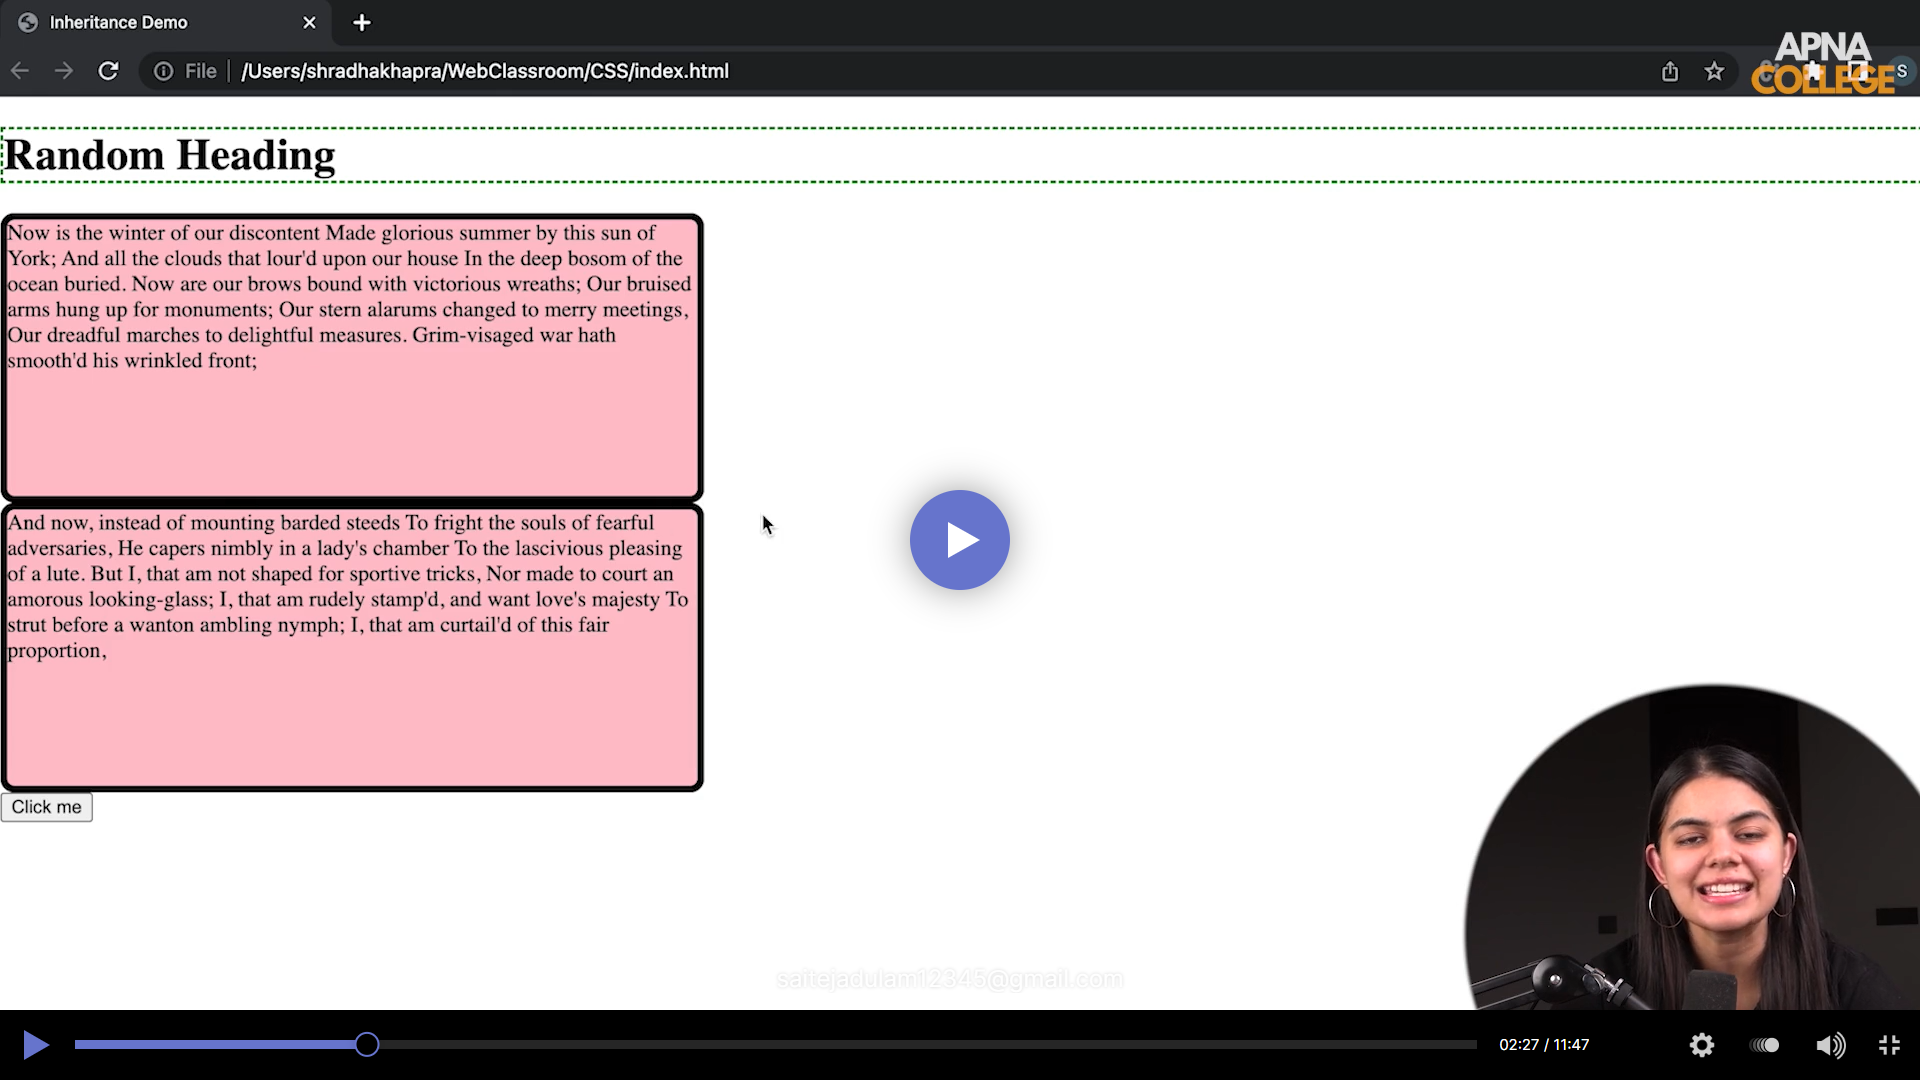 Inheritance Demo
File /Users/shradhakhapra/WebClassroom/CSS/index.html
S
APNA
COLLEGE
Random Heading
Now is the winter of our discontent Made glorious summer by this sun of
York; And all the clouds that lour'd upon our house In the deep bosom of the
ocean buried. Now are our brows bound with victorious wreaths; Our bruised
arms hung up for monuments; Our stern alarums changed to merry meetings,
Our dreadful marches to delightful measures. Grim-visaged war hath
smooth'd his wrinkled front;
And now, instead of mounting barded steeds To fright the souls of fearful
adversaries, He capers nimbly in a lady's chamber To the lascivious pleasing
of a lute. But I, that am not shaped for sportive tricks, Nor made to court an
amorous looking-glass; I, that am rudely stamp'd, and want love's majesty To
strut before a wanton ambling nymph; I, that am curtail'd of this fair
proportion,
Click me
saitejadulam12345@gmail.com
02:27 / 11:47